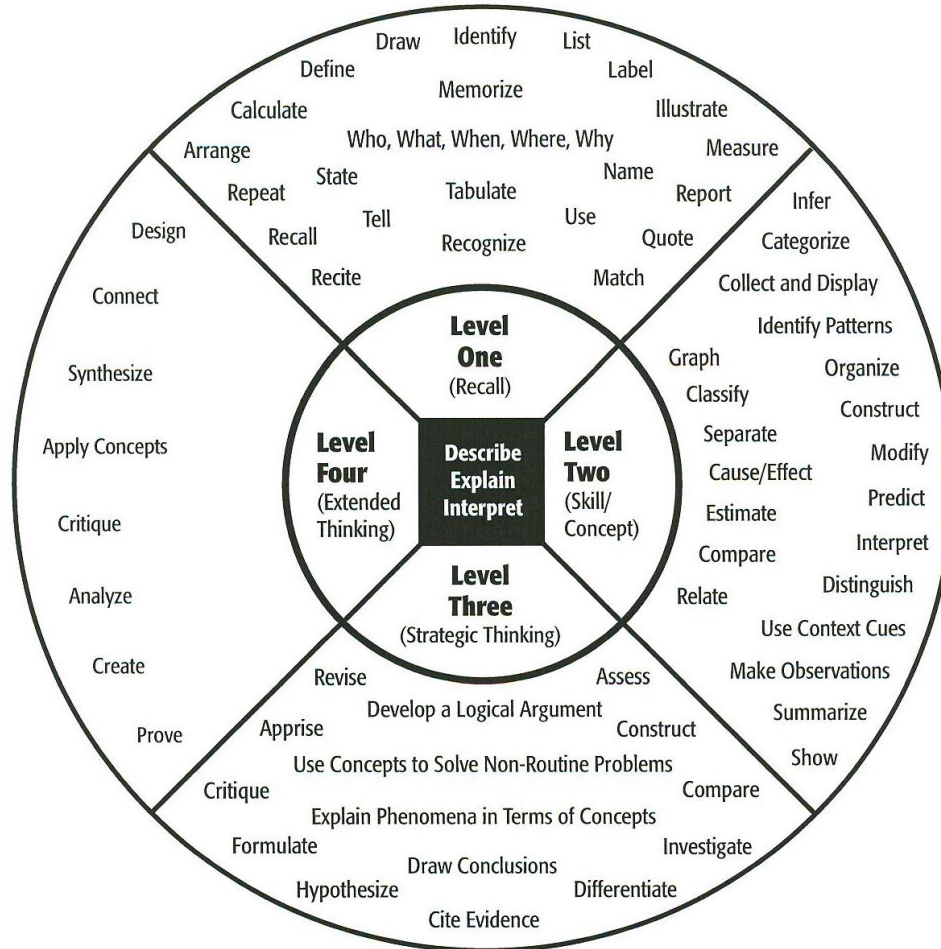 Draw
Identify
List
Define
Label
Memorize
Calculate
Illustrate
Who, What, When, Where, Why
Arrange
Measure
State
Name
Repeat
Tabulate
Report
Tell
Use
Recall
Recognize
Quote
Recite
Match
Infer
Categorize
Collect and Display
Identify Patterns
Graph
Organize
Classify
Construct
Separate
Modify
Cause/Effect
Predict
Estimate
Interpret
Compare
Distinguish
Relate
Use Context Cues
Make Observations
Summarize
Show
Revise
Assess
Develop a Logical Argument
Apprise
Construct
Use Concepts to Solve Non-Routine Problems
Critique
Compare
Explain Phenomena in Terms of Concepts
Formulate
Investigate
Draw Conclusions
Hypothesize
Differentiate
Cite Evidence
Design
Connect
Synthesize
Apply Concepts
Critique
Analyze
Create
Prove
Level
One
(Recall)
Level
Two
(Skill/
Concept)
Level
Three
(Strategic Thinking)
Level
Four
(Extended
Thinking)
Describe
Explain
Interpret